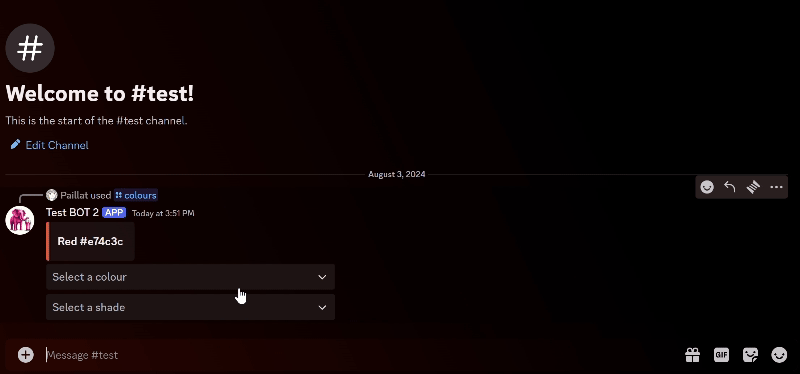 #
Welcome to #test!
This is the start of the #test channel.
Edit Channel
August 3, 2024
Paillat used colours
Test BOT 2 APP Today at 3:51 PM
Red #e74c3c
Select a colour
Select a shade
Message #test
GIF